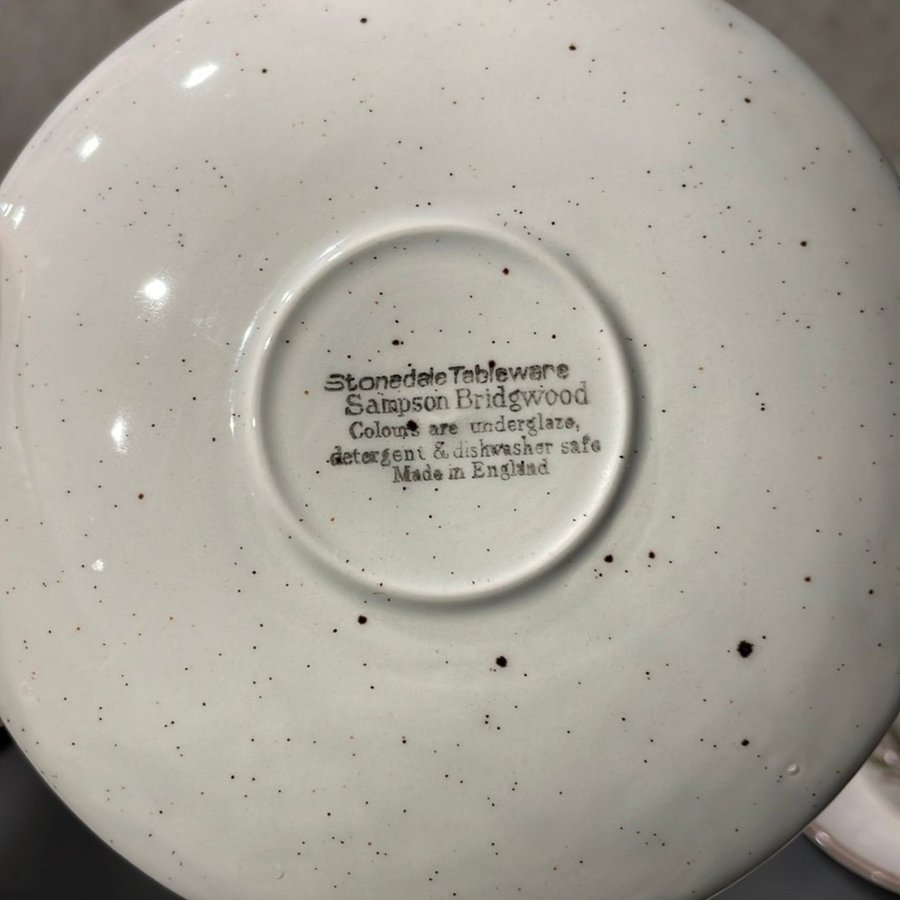 Stonedale Tableware
Sampson Bridgwood
Colours are underglaze,
detergent & dishwasher safe
Made in England